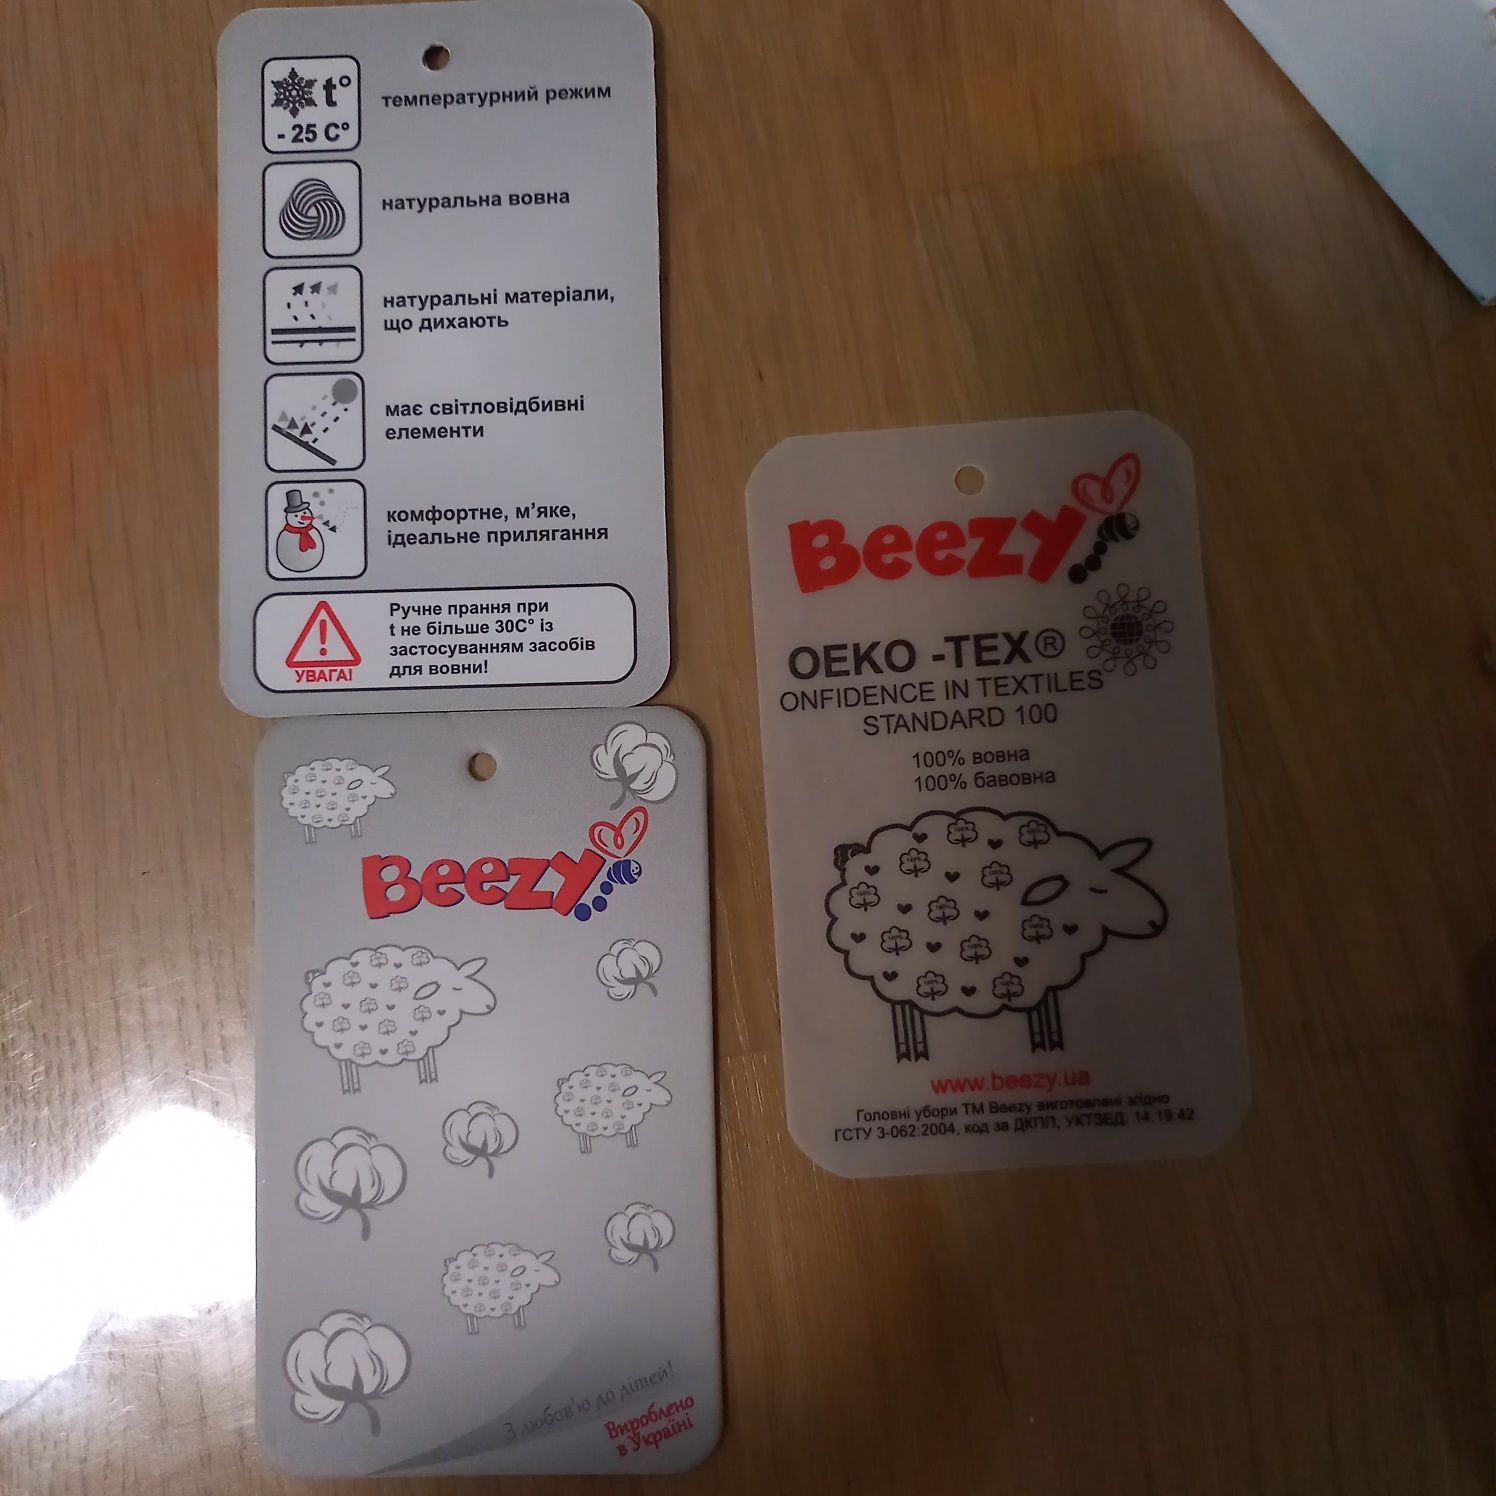 t°
- 25 C°
температурний режим
натуральна вовна
натуральні матеріали,
що дихають
має світловідбивні
елементи
комфортне, м'яке,
ідеальне прилягання
УВАГА!
Ручне прання при
t не більше 30С° із
застосуванням засобів
для вовни!
Beezy
З любов'ю до дітей!
Вироблено
в Україні
Beezy
OEKO -TEX®
ONFIDENCE IN TEXTILES
STANDARD 100
100% вовна
100% бавовна
www.beezy.ua
Головні убори ТМ Beezy виготовлені згідно
ГСТУ 3-062:2004, код за ДКПП, УКТЗЕД: 14.19.42